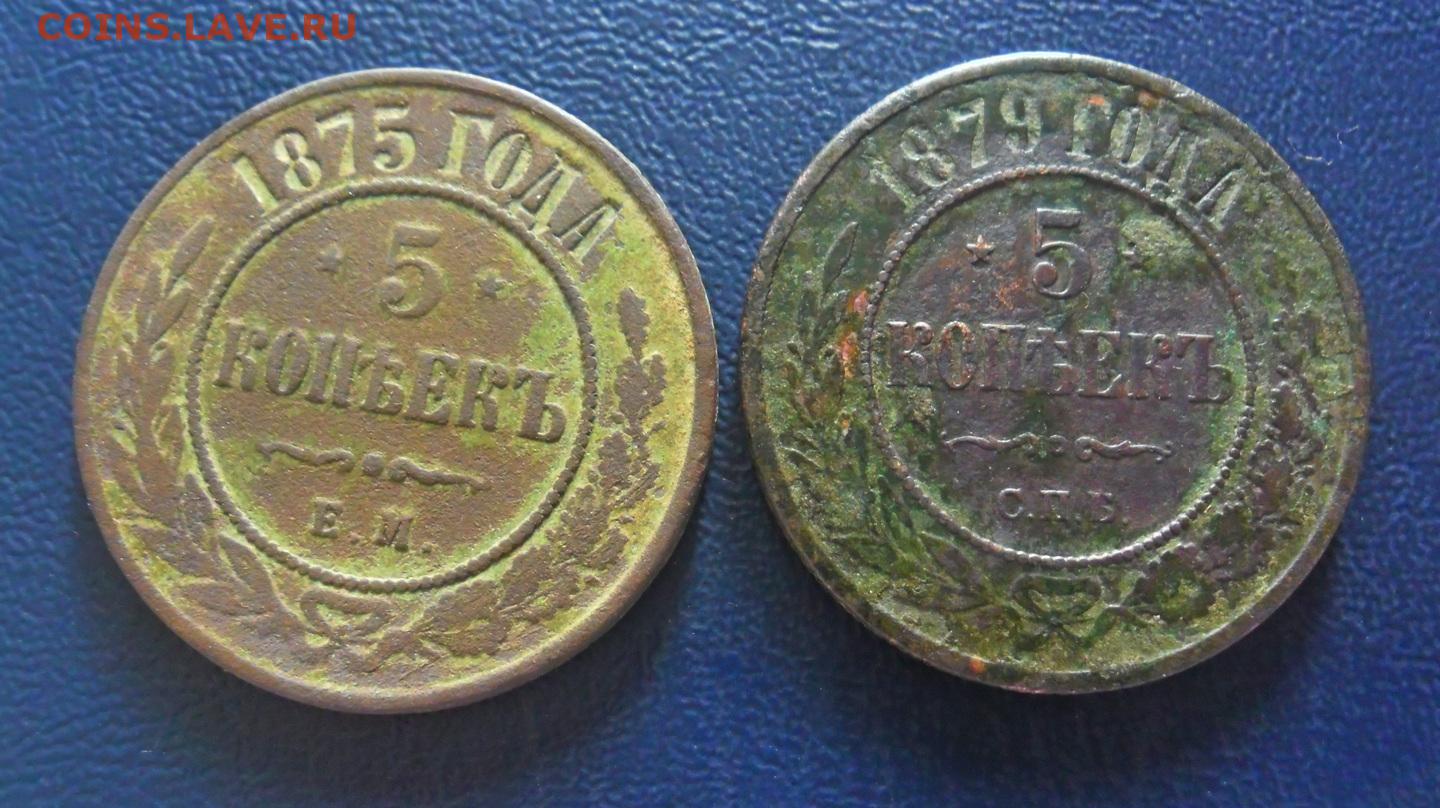 COINS.LAVE.RU
1875 ГОДА
5
КОПѢЕКЪ
Е.М.
1879 ГОДА
5
КОПѢЕКЪ
С.П.Б.